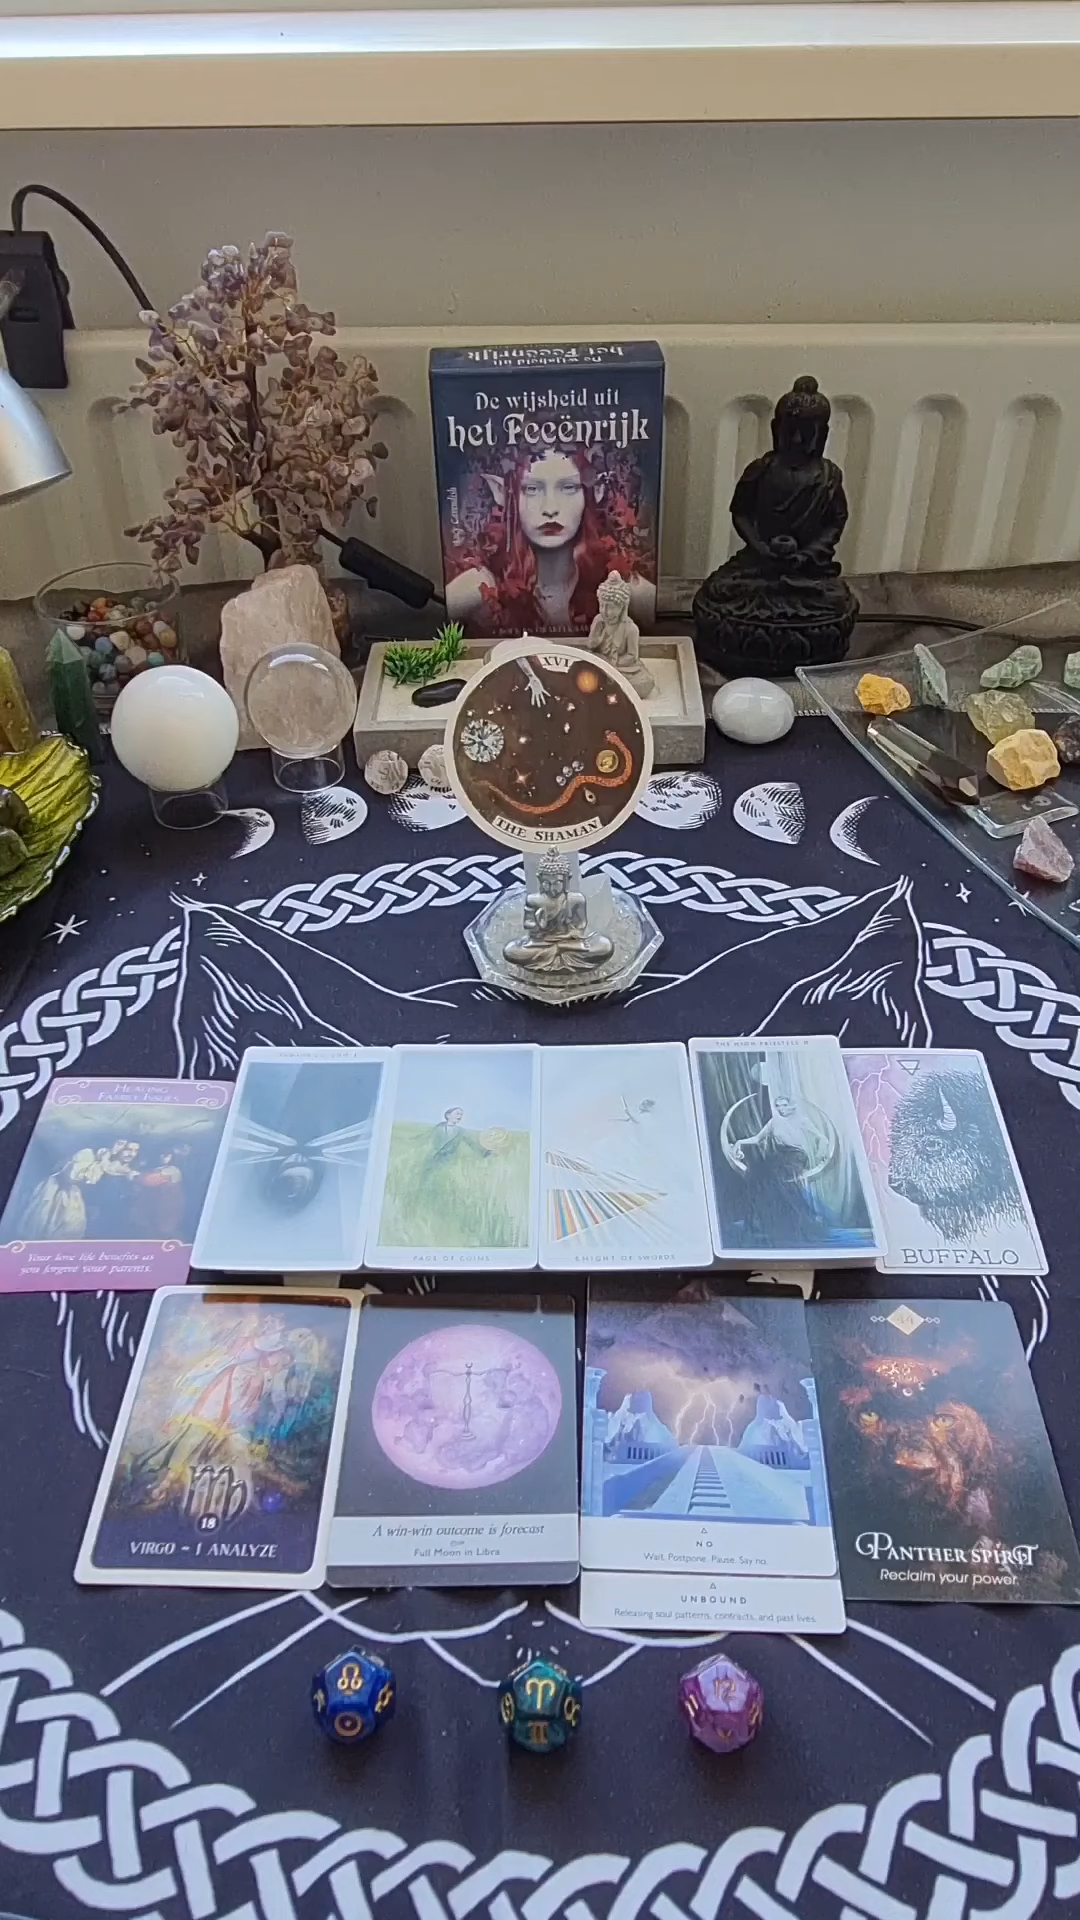 De wijsheid uit
het Feeënrijk
XVI
THE SHAMAN
HEALING
FAMILY ISSUES
Your love life benefits as
you forgive your parents.
PAGE OF COINS
KNIGHT OF SWORDS
THE HIGH PRIESTESS II
BUFFALO
18
VIRGO - I ANALYZE
A win-win outcome is forecast
Full Moon in Libra
NO
Wait. Postpone. Pause. Say no.
UNBOUND
Releasing soul patterns, contracts, and past lives.
44
PANTHER SPIRIT
Reclaim your power.
12